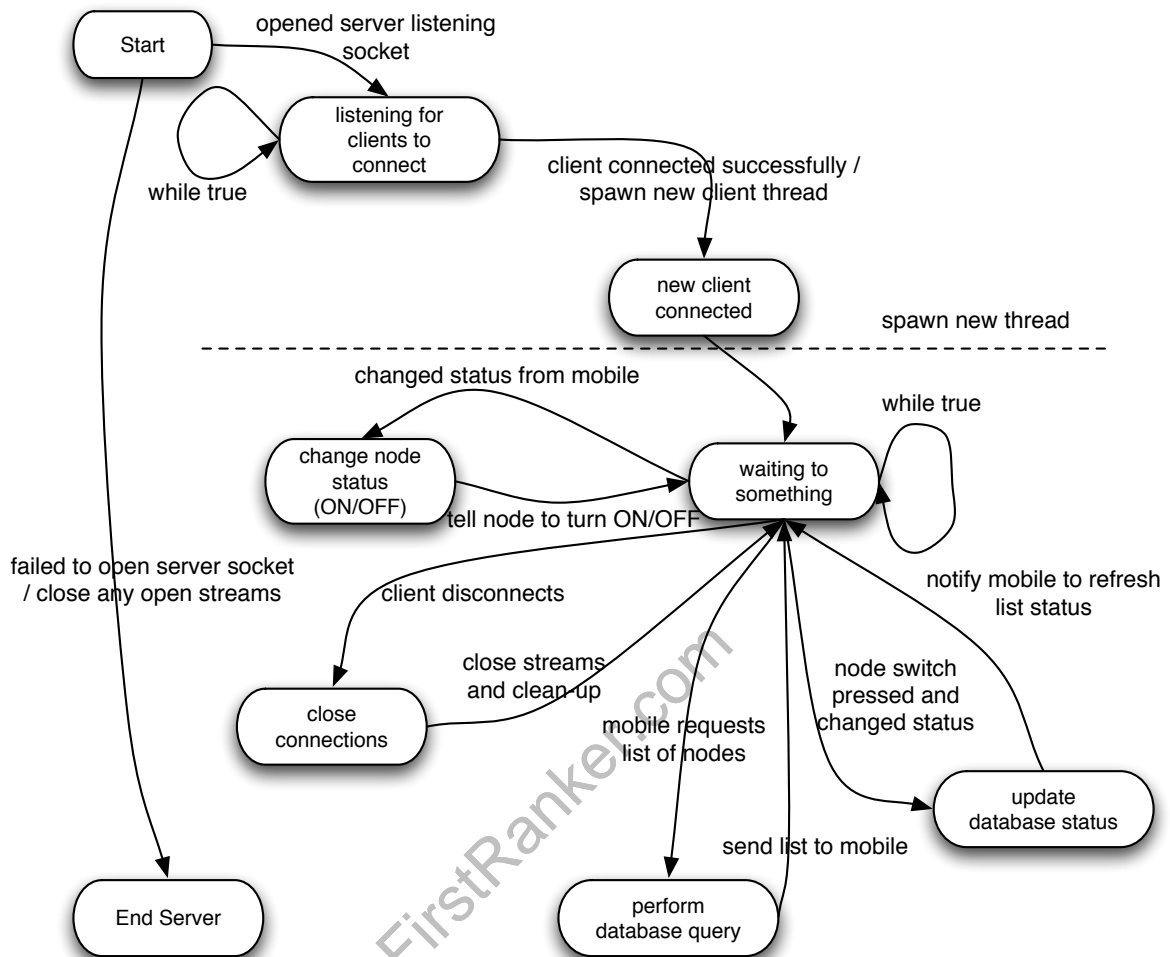 Start
opened server listening
socket
listening for
clients to
connect
while true
client connected successfully /
spawn new client thread
new client
connected
spawn new thread
changed status from mobile
while true
change node
status
(ON/OFF)
waiting to
something
tell node to turn ON/OFF
failed to open server socket
/ close any open streams
client disconnects
notify mobile to refresh
list status
close streams
and clean-up
node switch
pressed and
changed status
close
connections
mobile requests
list of nodes
update
database status
send list to mobile
End Server
perform
database query
FirstRanker.com